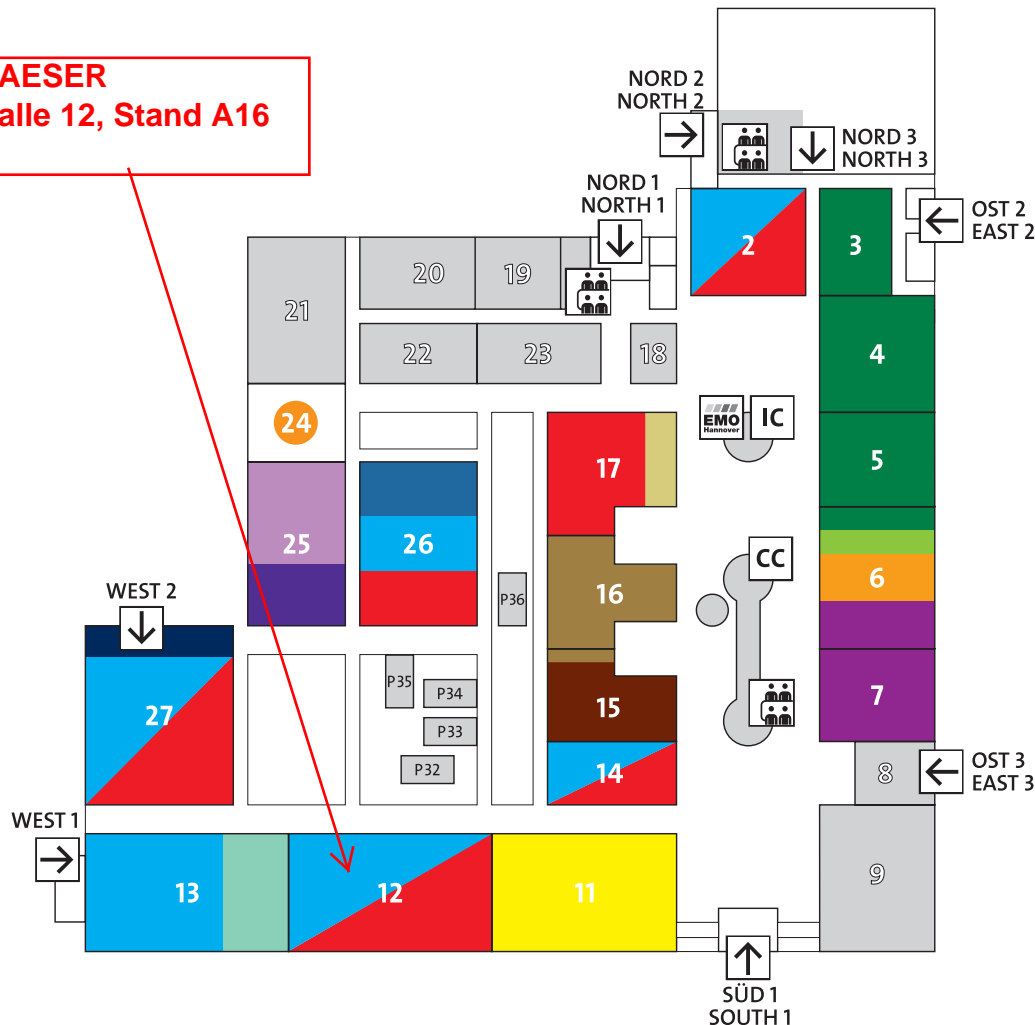 AESER
alle 12, Stand A16
NORD 2
NORTH 2
NORD 3
NORTH 3
NORD 1
NORTH 1
OST 2
EAST 2
2
3
20
19
21
4
22
23
18
24
EMO
Hannover
IC
17
5
25
26
CC
6
16
P36
WEST 2
P35
P34
15
7
27
P33
P32
14
8
OST 3
EAST 3
WEST 1
13
12
11
9
SÜD 1
SOUTH 1